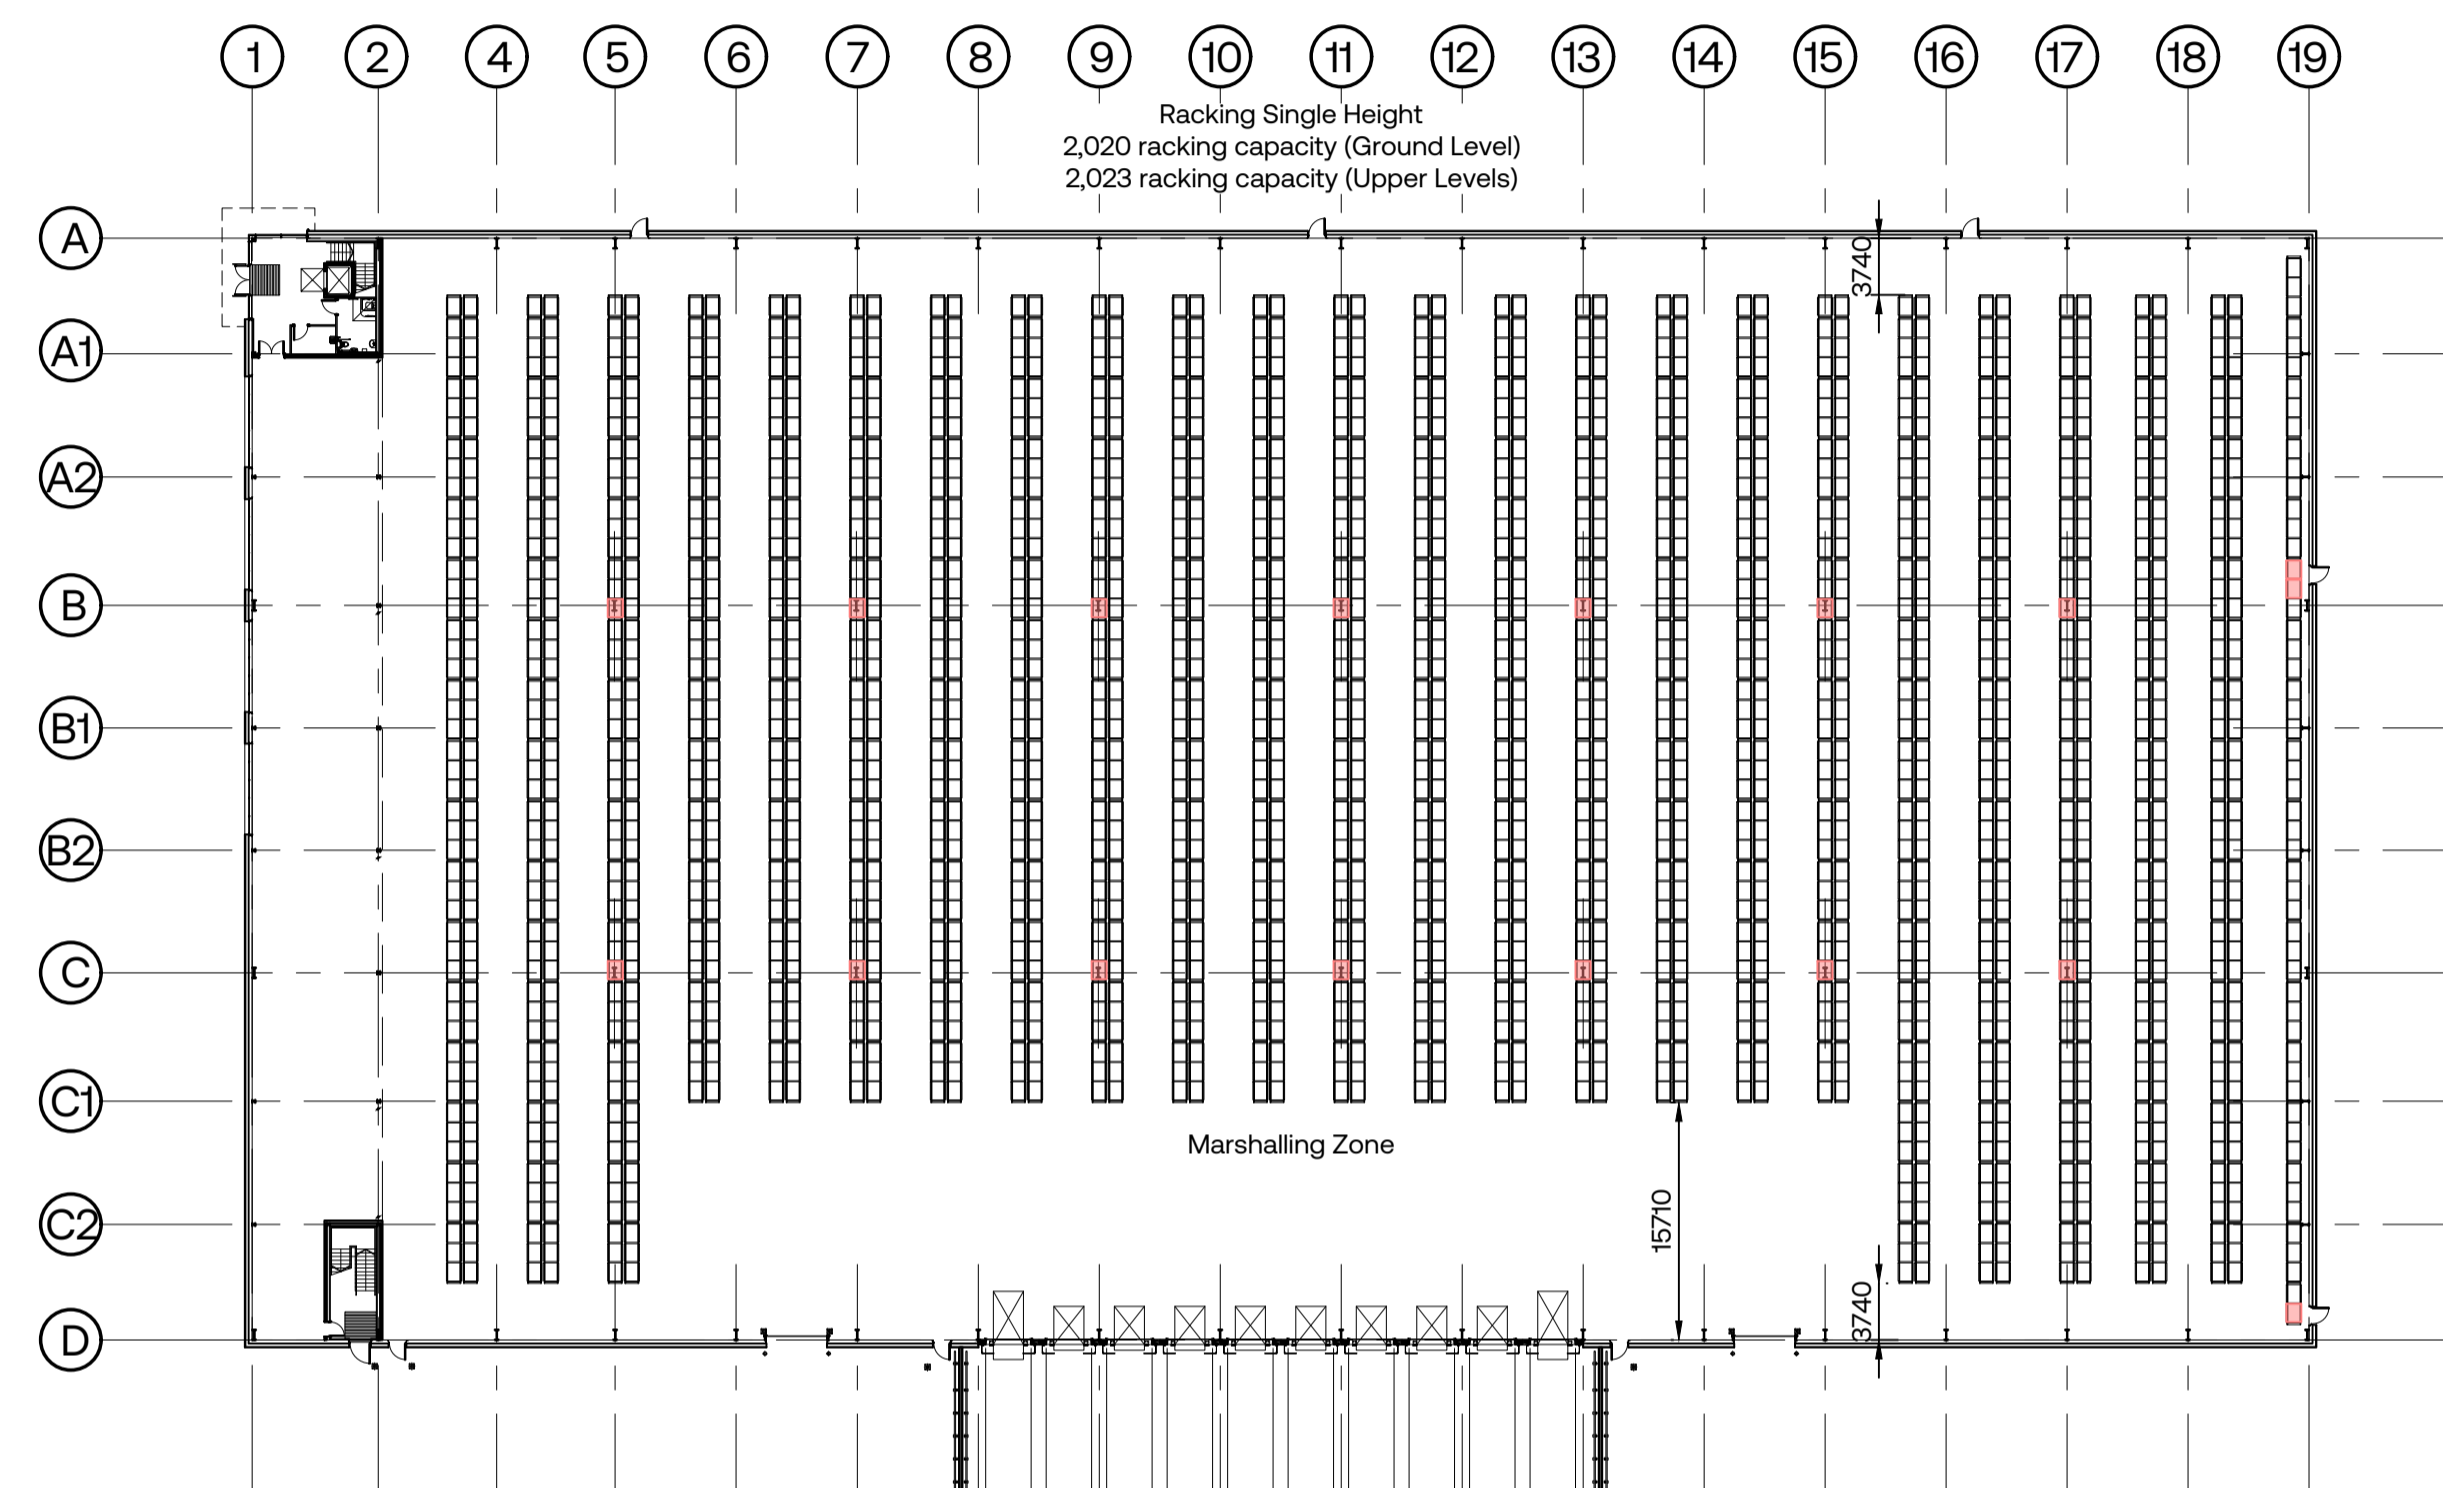 1 2 4 5 6 7 8 9 10 11 12 13 14 15 16 17 18 19
Racking Single Height
2,020 racking capacity (Ground Level)
2,023 racking capacity (Upper Levels)
A
3740
A1
A2
B
B1
B2
C
C1
Marshalling Zone
15710
C2
3740
D